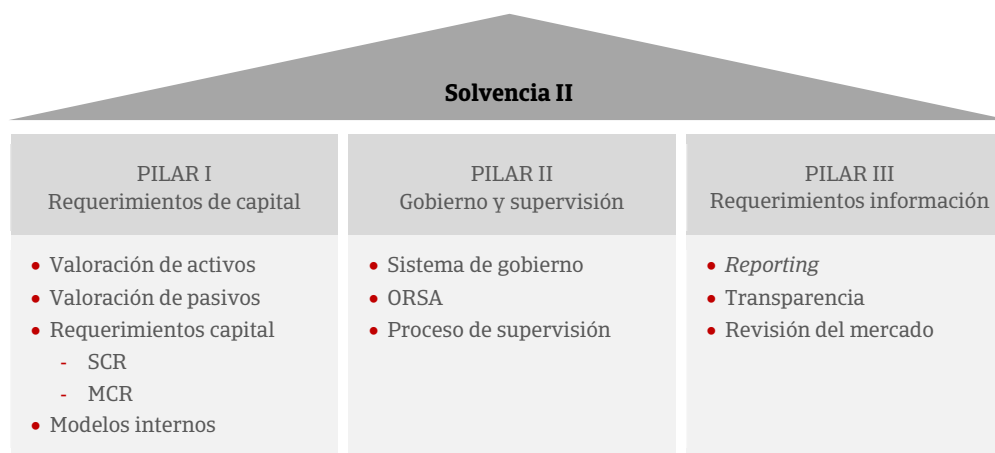 Solvencia II
PILAR I
Requerimientos de capital
• Valoración de activos
• Valoración de pasivos
• Requerimientos capital
- SCR
- MCR
• Modelos internos
PILAR II
Gobierno y supervisión
• Sistema de gobierno
• ORSA
• Proceso de supervisión
PILAR III
Requerimientos información
• Reporting
• Transparencia
• Revisión del mercado